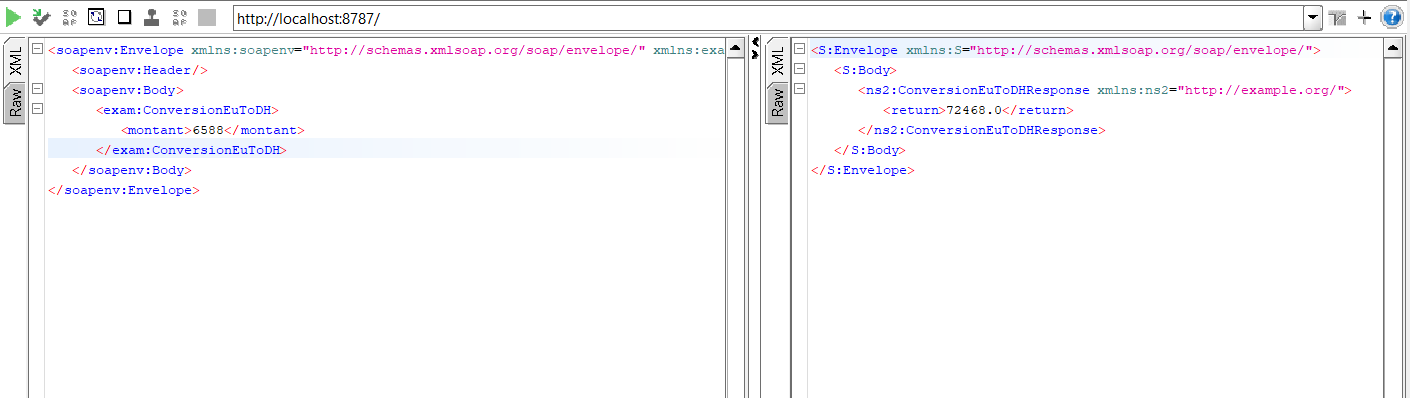 http://localhost:8787/
XML
Raw
<soapenv:Envelope xmlns:soapenv="http://schemas.xmlsoap.org/soap/envelope/" xmlns:exa
<soapenv:Header/>
<soapenv:Body>
<exam:ConversionEuToDH>
<montant>6588</montant>
</exam:ConversionEuToDH>
</soapenv:Body>
</soapenv:Envelope>
XML
Raw
<S:Envelope xmlns:S="http://schemas.xmlsoap.org/soap/envelope/">
<S:Body>
<ns2:ConversionEuToDHResponse xmlns:ns2="http://example.org/">
<return>72468.0</return>
</ns2:ConversionEuToDHResponse>
</S:Body>
</S:Envelope>